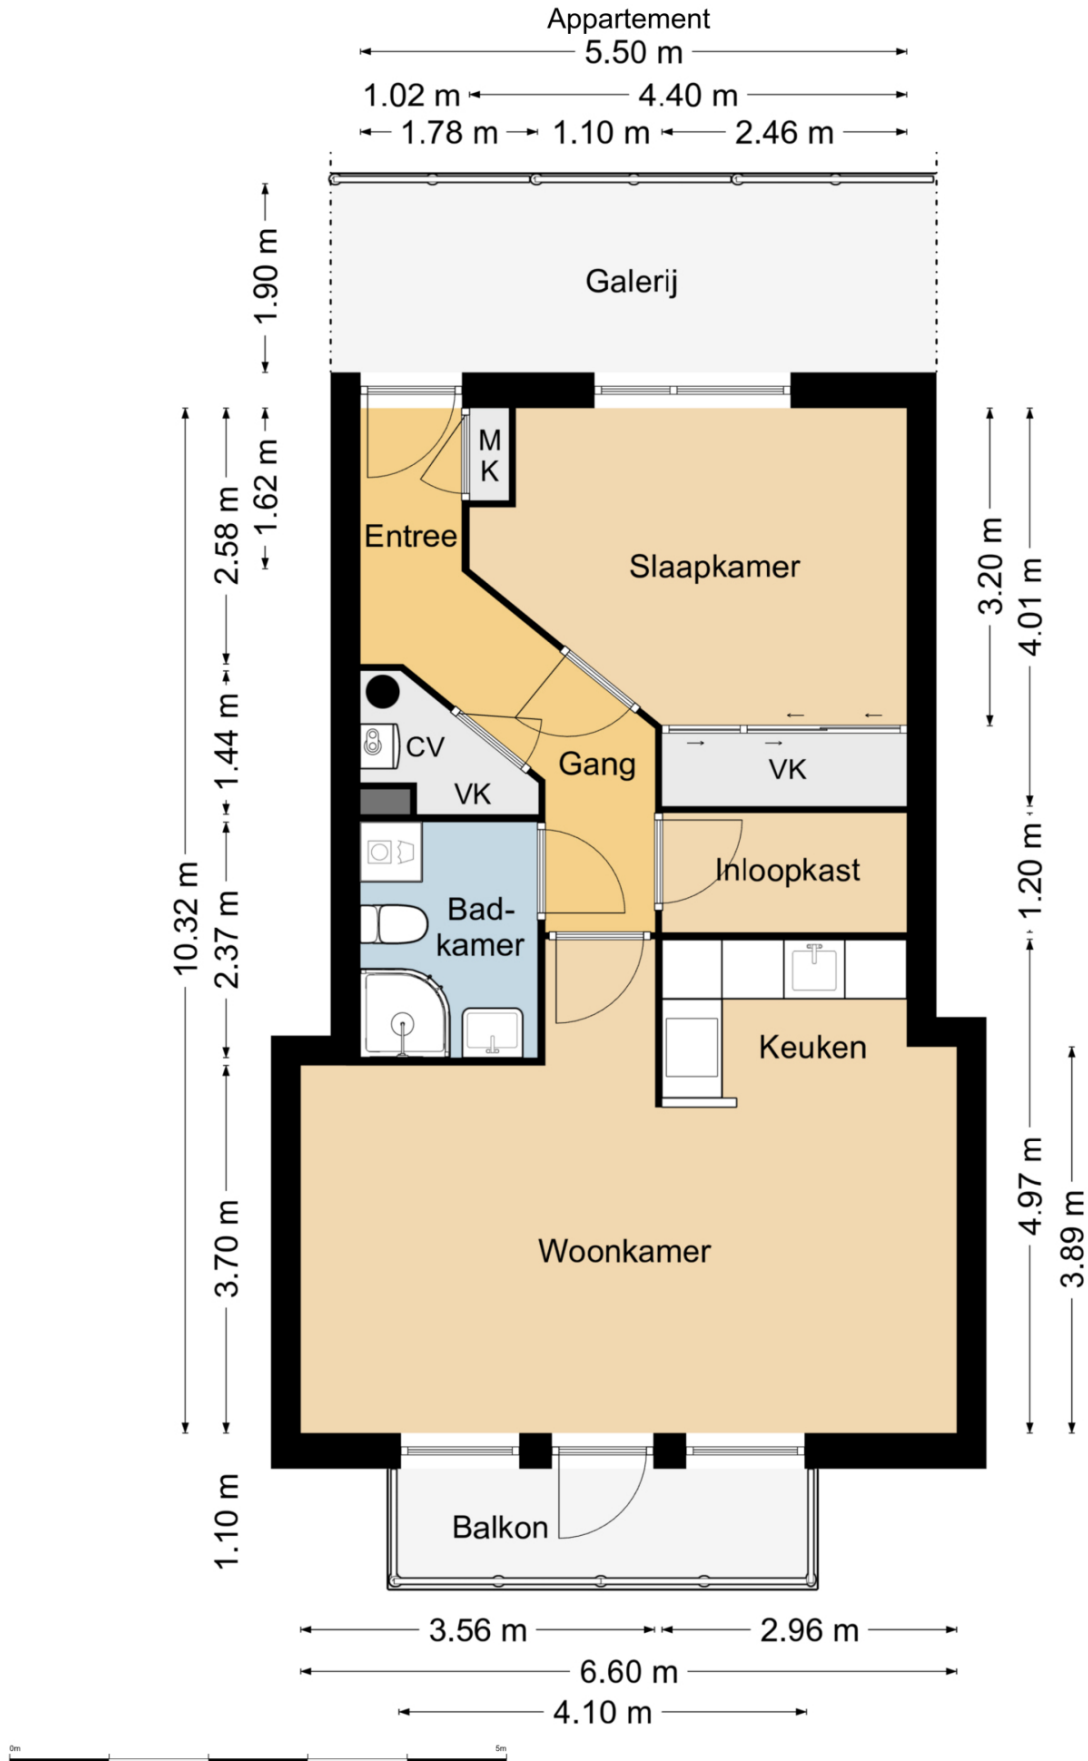 Appartement
5.50 m
1.02 m 4.40 m
1.78 m 1.10 m 2.46 m
1.90 m
Galerij
2.58 m
1.62 m
M
K
Entree
Slaapkamer
3.20 m
4.01 m
1.44 m
CV
VK
Gang
VK
10.32 m
2.37 m
Bad-
kamer
Inloopkast
1.20 m
Keuken
3.70 m
Woonkamer
4.97 m
3.89 m
1.10 m
Balkon
3.56 m 2.96 m
6.60 m
4.10 m
0m 5m